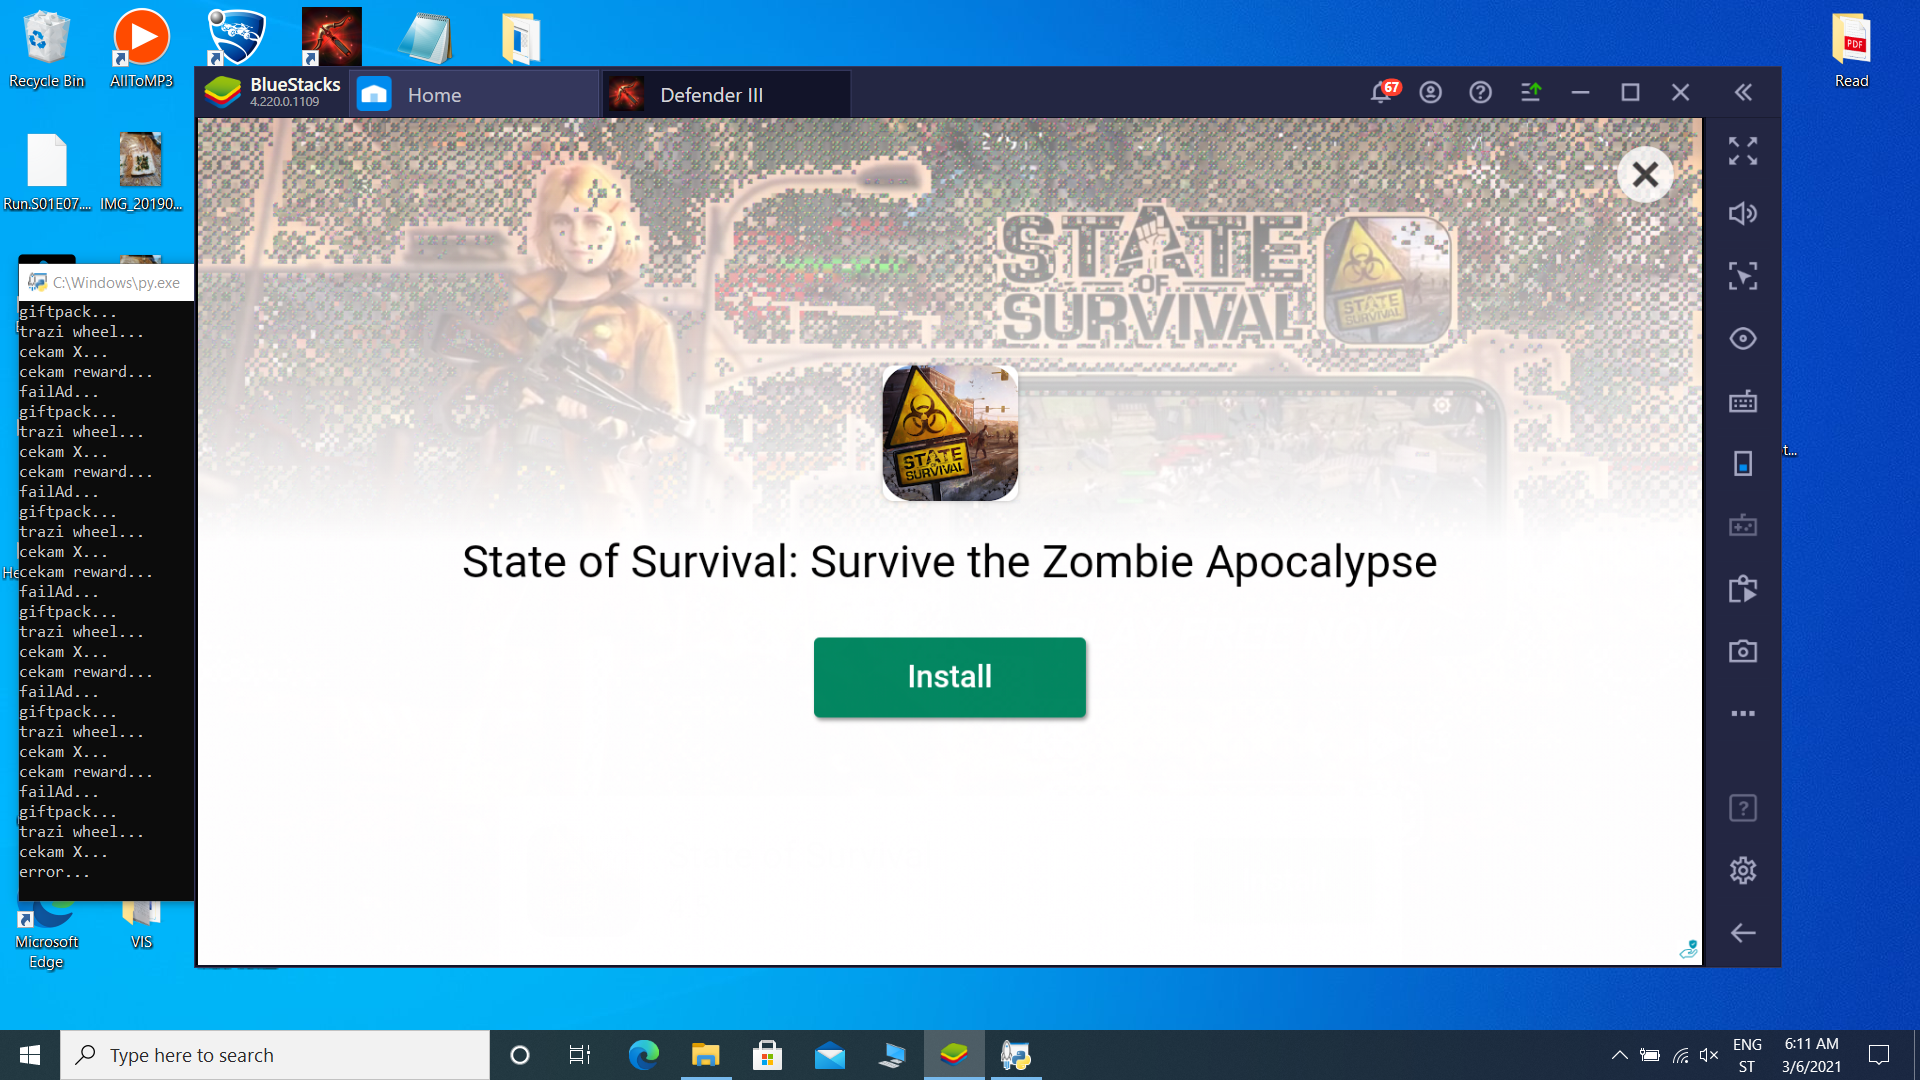 Recycle Bin
AllToMP3
Read
BlueStacks
4.220.0.1109
Home
Defender III
67
Run.S01E07....
IMG_20190...
C:\Windows\py.exe
giftpack...
trazi wheel...
cekam X...
cekam reward...
failAd...
giftpack...
trazi wheel...
cekam X...
cekam reward...
failAd...
giftpack...
trazi wheel...
cekam X...
cekam reward...
failAd...
giftpack...
trazi wheel...
cekam X...
cekam reward...
failAd...
giftpack...
trazi wheel...
cekam X...
cekam reward...
failAd...
giftpack...
trazi wheel...
cekam X...
error...
STATE
OF
SURVIVAL
STATE
SURVIVAL
STATE
SURVIVAL
State of Survival: Survive the Zombie Apocalypse
Install
Microsoft
Edge
VIS
PDF
Type here to search
ENG
ST
6:11 AM
3/6/2021